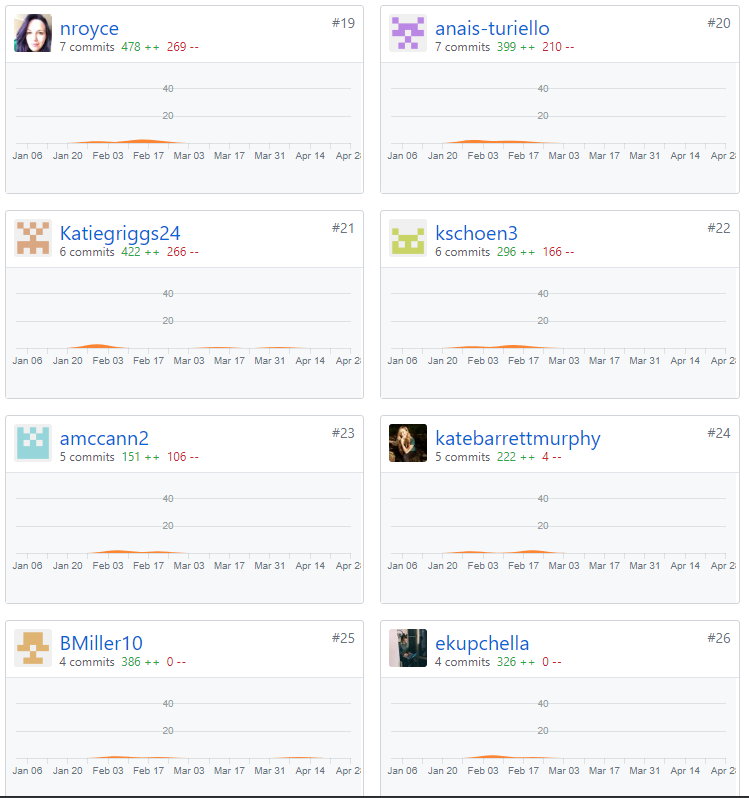 nroyce #19
7 commits 478 ++ 269 --
40
20
Jan 06 Jan 20 Feb 03 Feb 17 Mar 03 Mar 17 Mar 31 Apr 14 Apr 28
anais-turiello #20
7 commits 399 ++ 210 --
40
20
Jan 06 Jan 20 Feb 03 Feb 17 Mar 03 Mar 17 Mar 31 Apr 14 Apr 28
Katiegriggs24 #21
6 commits 422 ++ 266 --
40
20
Jan 06 Jan 20 Feb 03 Feb 17 Mar 03 Mar 17 Mar 31 Apr 14 Apr 28
kschoen3 #22
6 commits 296 ++ 166 --
40
20
Jan 06 Jan 20 Feb 03 Feb 17 Mar 03 Mar 17 Mar 31 Apr 14 Apr 28
amccann2 #23
5 commits 151 ++ 106 --
40
20
Jan 06 Jan 20 Feb 03 Feb 17 Mar 03 Mar 17 Mar 31 Apr 14 Apr 28
katebarrettmurphy #24
5 commits 222 ++ 4 --
40
20
Jan 06 Jan 20 Feb 03 Feb 17 Mar 03 Mar 17 Mar 31 Apr 14 Apr 28
BMiller10 #25
4 commits 386 ++ 0 --
40
20
Jan 06 Jan 20 Feb 03 Feb 17 Mar 03 Mar 17 Mar 31 Apr 14 Apr 28
ekupchella #26
4 commits 326 ++ 0 --
40
20
Jan 06 Jan 20 Feb 03 Feb 17 Mar 03 Mar 17 Mar 31 Apr 14 Apr 28